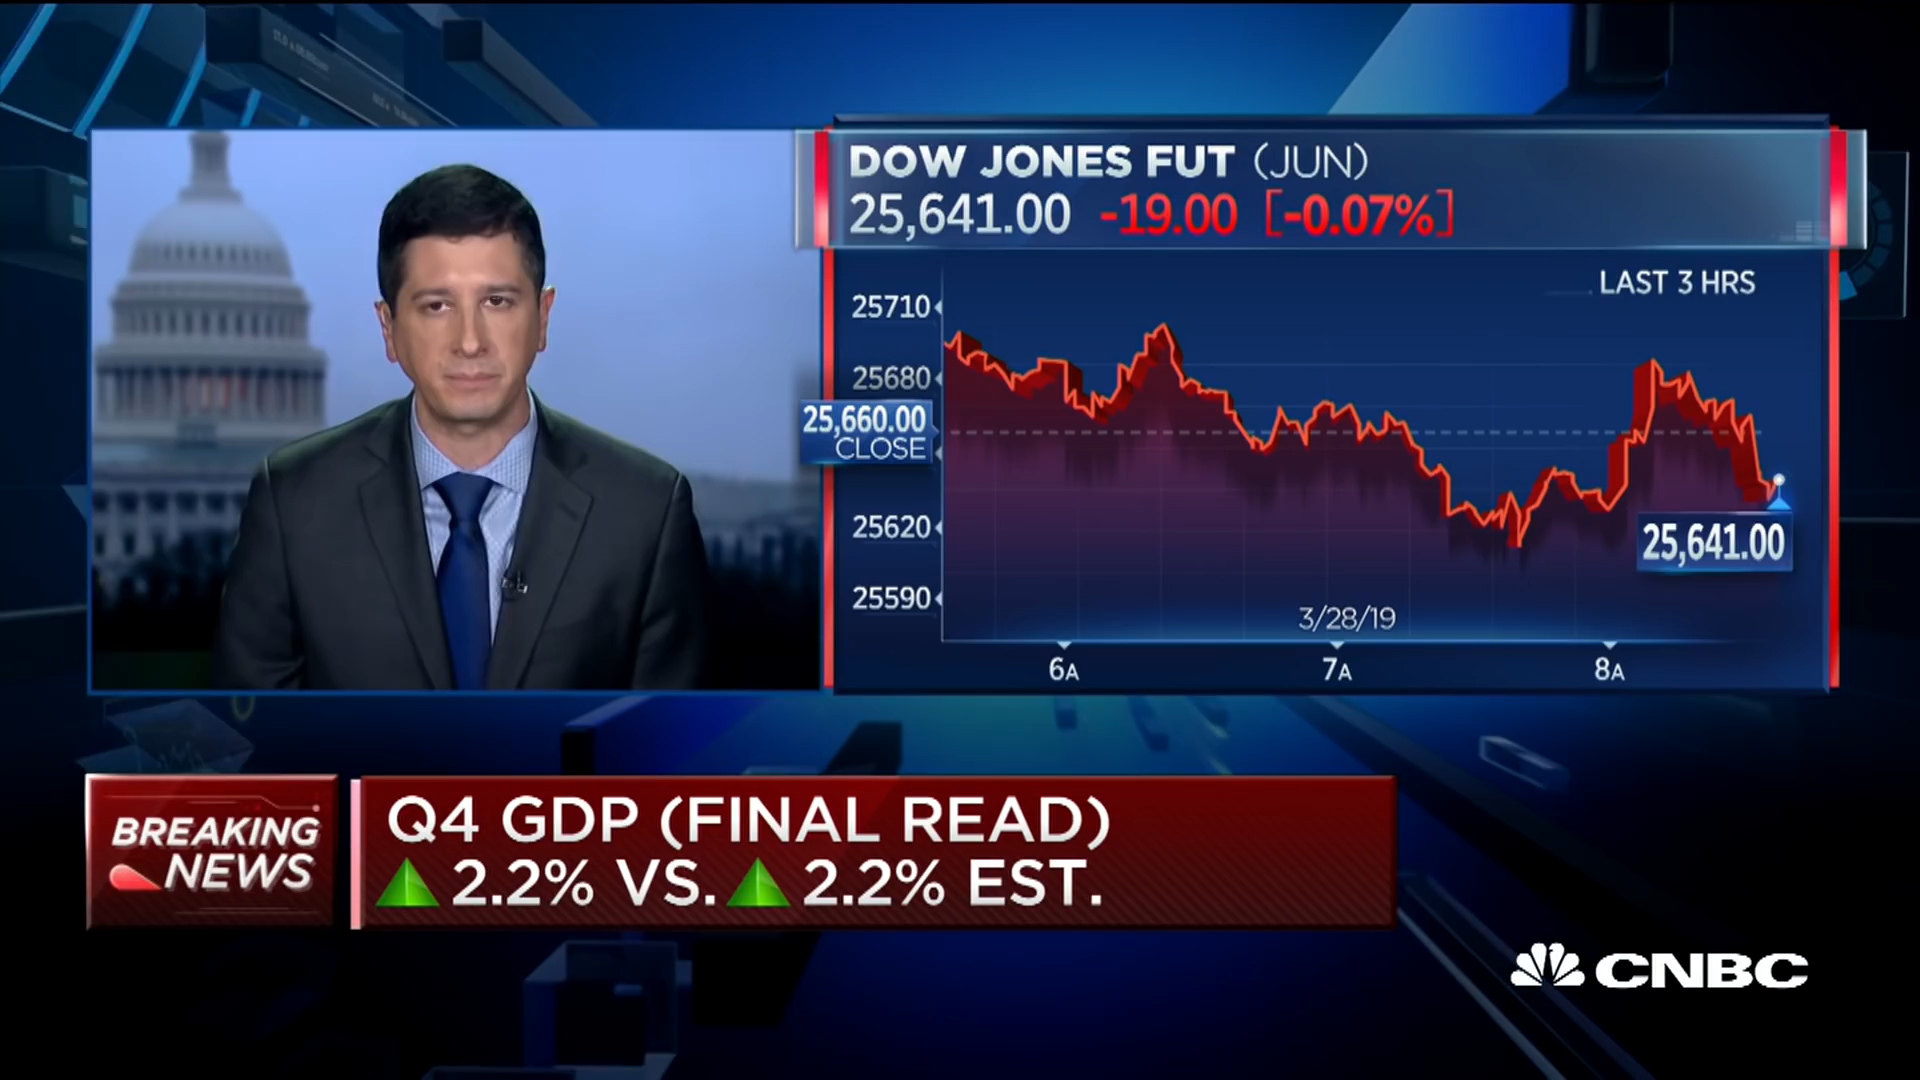 DOW JONES FUT (JUN)
25,641.00 -19.00 [-0.07%]
LAST 3 HRS
25710
25680
25,660.00
CLOSE
25620
25590
25,641.00
3/28/19
6A 7A 8A
BREAKING
NEWS
Q4 GDP (FINAL READ)
▲ 2.2% VS. ▲ 2.2% EST.
CNBC